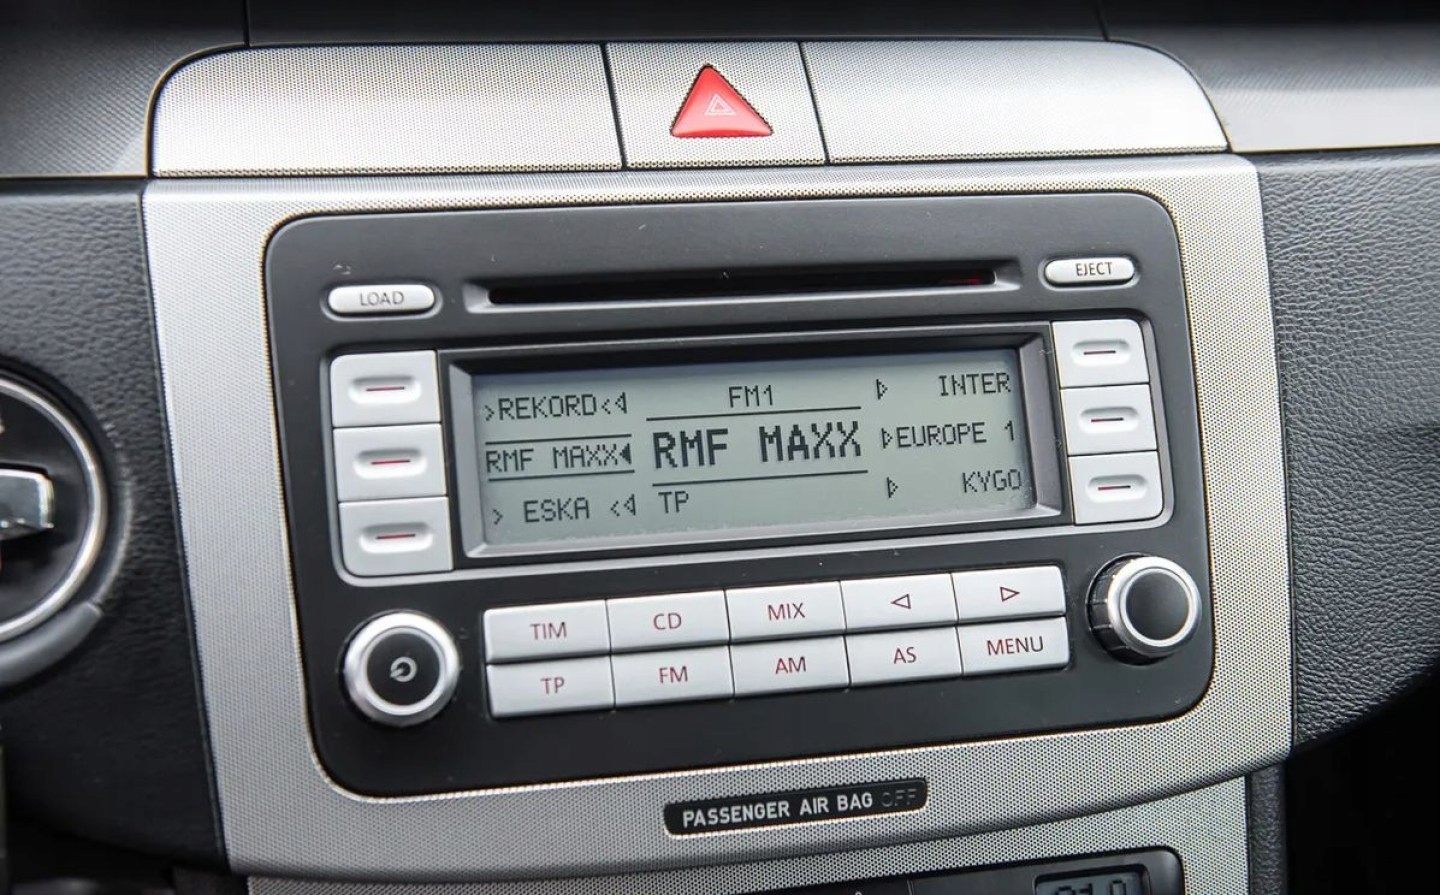 LOAD
EJECT
>REKORD<
FM1
INTER
RMF MAXX
RMF MAXX
EUROPE 1
> ESKA <
TP
KYGO
TIM
CD
MIX
TP
FM
AM
AS
MENU
PASSENGER AIR BAG OFF